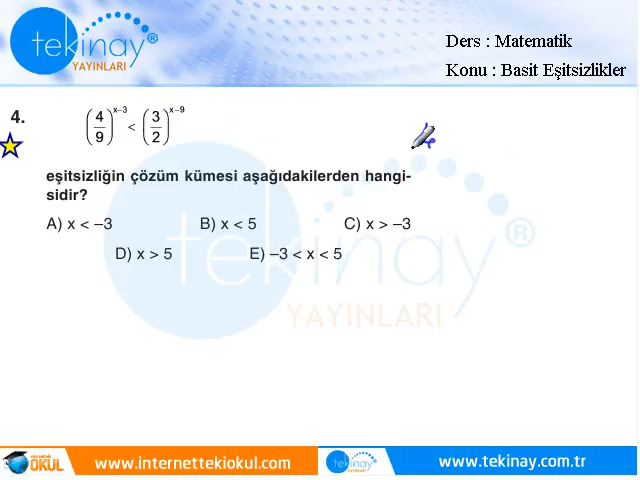 tekinay®
YAYINLARI
Ders : Matematik
Konu : Basit Eşitsizlikler
4.
(4/9)^(x–3) < (3/2)^(x–9)
eşitsizliğin çözüm kümesi aşağıdakilerden hangi-
sidir?
A) x < –3 B) x < 5 C) x > –3
D) x > 5 E) –3 < x < 5
tekinay®
YAYINLARI
OKUL www.internettekiokul.com tekinay www.tekinay.com.tr